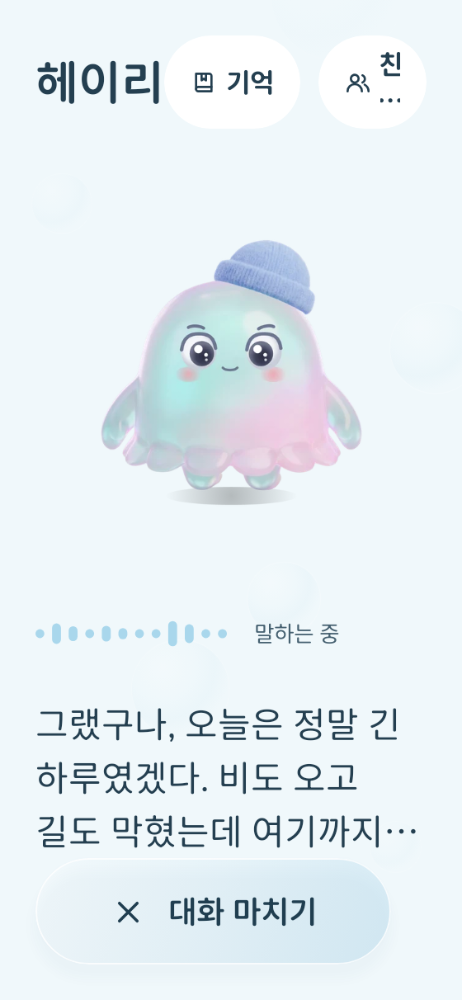 헤이리
기억
친
...
말하는 중
그랬구나, 오늘은 정말 긴
하루였겠다. 비도 오고
길도 막혔는데 여기까지...
대화 마치기